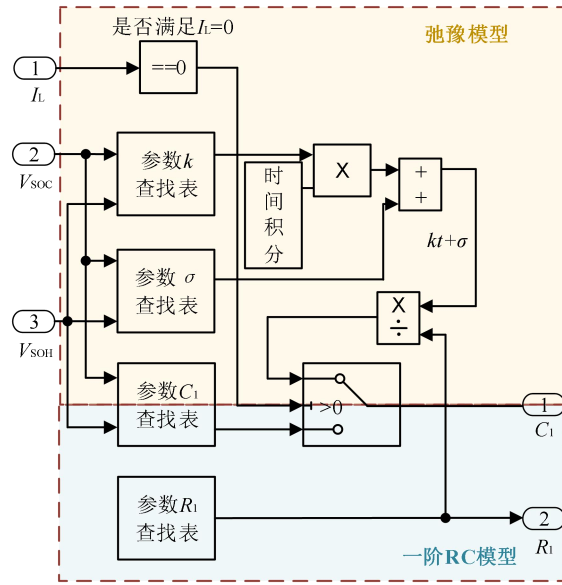 是否满足IL=0
弛豫模型
1
IL
==0
2
VSOC
参数k
查找表
时间积分
X
+
+
kt+σ
3
VSOH
参数 σ
查找表
X
÷
参数C1
查找表
>0
1
C1
参数R1
查找表
2
R1
一阶RC模型